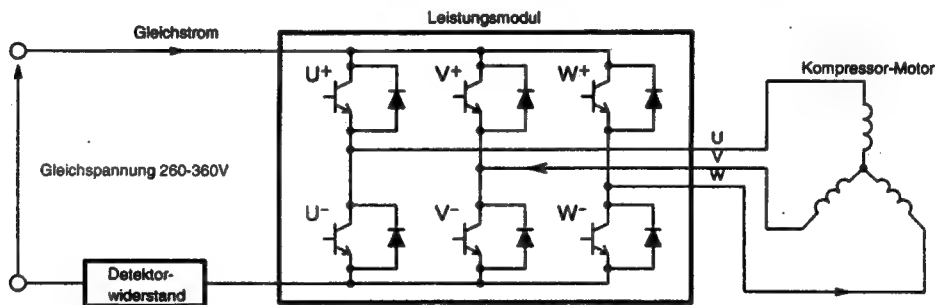 Leistungsmodul
Gleichstrom
U+
V+
W+
Kompressor-Motor
U
V
W
Gleichspannung 260-360V
U-
V-
W-
Detektor-
widerstand